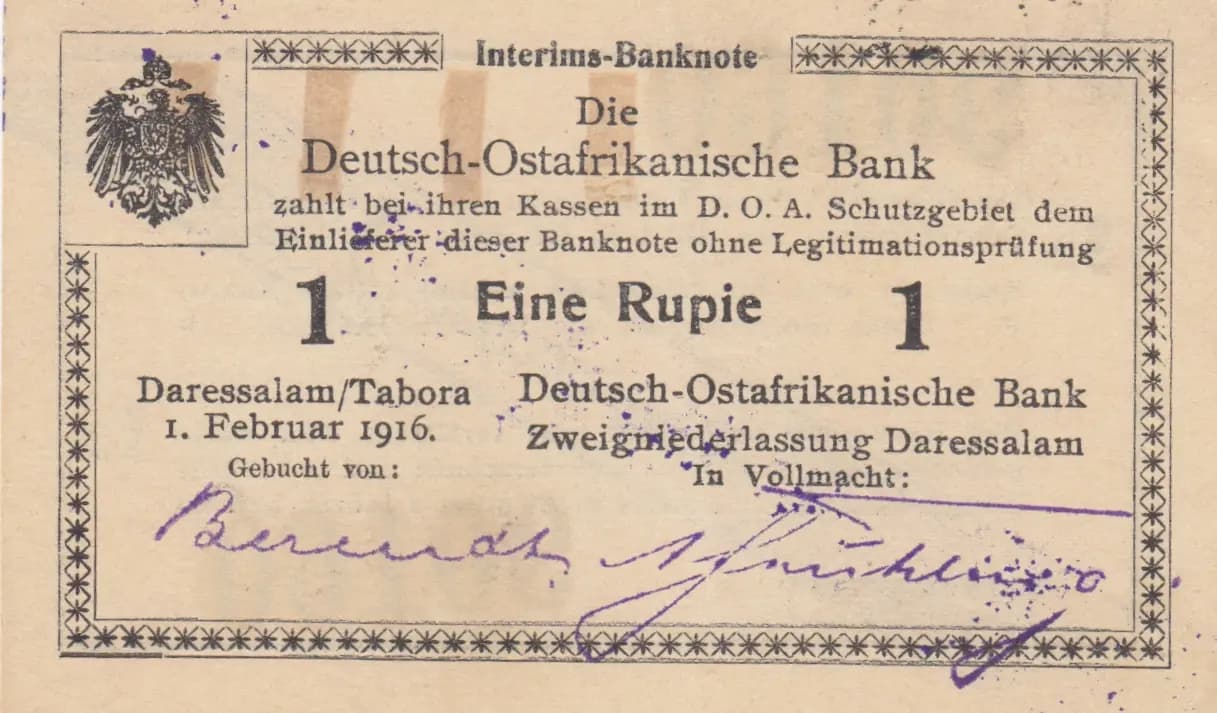 Interims-Banknote
Die
Deutsch-Ostafrikanische Bank
zahlt bei ihren Kassen im D. O. A. Schutzgebiet dem
Einlieferer dieser Banknote ohne Legitimationsprüfung
1 Eine Rupie 1
Daressalam/Tabora
1. Februar 1916.
Gebucht von:
Berendt
Deutsch-Ostafrikanische Bank
Zweigniederlassung Daressalam
In Vollmacht: